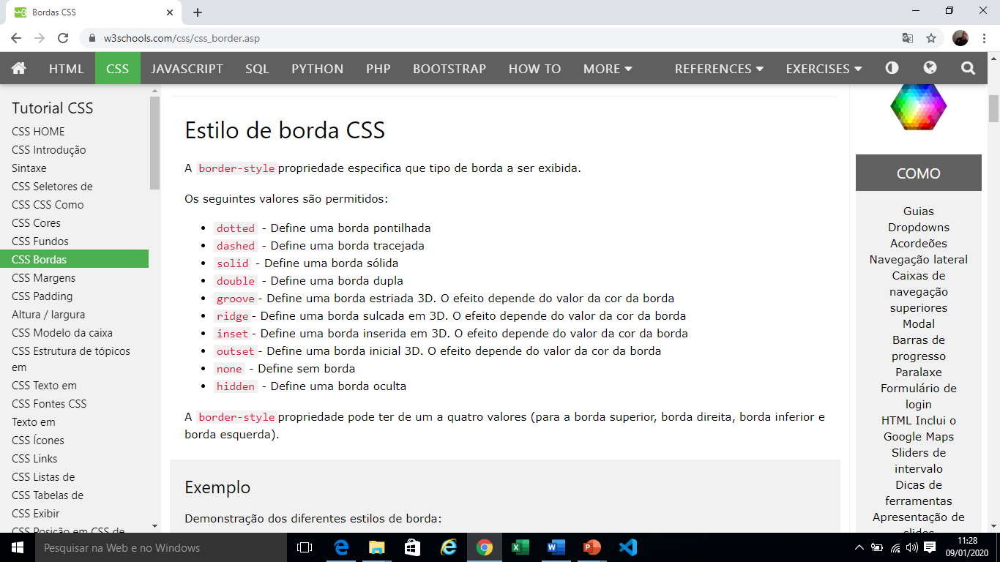 Bordas CSS
w3schools.com/css/css_border.asp
HTML CSS JAVASCRIPT SQL PYTHON PHP BOOTSTRAP HOW TO MORE REFERENCES EXERCISES
Tutorial CSS
CSS HOME
CSS Introdução
Sintaxe
CSS Seletores de
CSS CSS Como
CSS Cores
CSS Fundos
CSS Bordas
CSS Margens
CSS Padding
Altura / largura
CSS Modelo da caixa
CSS Estrutura de tópicos
em
CSS Texto em
CSS Fontes CSS
Texto em
CSS Ícones
CSS Links
CSS Listas de
CSS Tabelas de
CSS Exibir
CSS Posição em CSS de
Estilo de borda CSS
A border-style propriedade especifica que tipo de borda a ser exibida.
Os seguintes valores são permitidos:
dotted - Define uma borda pontilhada
dashed - Define uma borda tracejada
solid - Define uma borda sólida
double - Define uma borda dupla
groove - Define uma borda estriada 3D. O efeito depende do valor da cor da borda
ridge - Define uma borda sulcada em 3D. O efeito depende do valor da cor da borda
inset - Define uma borda inserida em 3D. O efeito depende do valor da cor da borda
outset - Define uma borda inicial 3D. O efeito depende do valor da cor da borda
none - Define sem borda
hidden - Define uma borda oculta
A border-style propriedade pode ter de um a quatro valores (para a borda superior, borda direita, borda inferior e
borda esquerda).
Exemplo
Demonstração dos diferentes estilos de borda:
COMO
Guias
Dropdowns
Acordeões
Navegação lateral
Caixas de
navegação
superiores
Modal
Barras de
progresso
Paralaxe
Formulário de
login
HTML Inclui o
Google Maps
Sliders de
intervalo
Dicas de
ferramentas
Apresentação de
slides
Pesquisar na Web e no Windows
11:28
09/01/2020